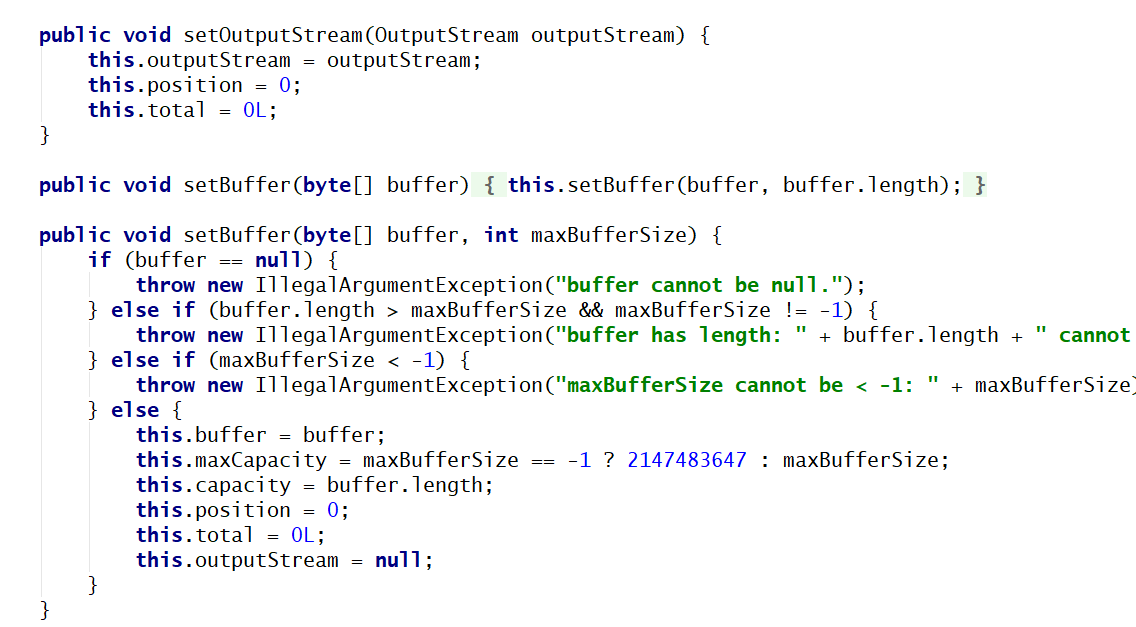 public void setOutputStream(OutputStream outputStream) {
    this.outputStream = outputStream;
    this.position = 0;
    this.total = 0L;
}
public void setBuffer(byte[] buffer) { this.setBuffer(buffer, buffer.length); }
public void setBuffer(byte[] buffer, int maxBufferSize) {
    if (buffer == null) {
        throw new IllegalArgumentException("buffer cannot be null.");
    } else if (buffer.length > maxBufferSize && maxBufferSize != -1) {
        throw new IllegalArgumentException("buffer has length: " + buffer.length + " cannot
    } else if (maxBufferSize < -1) {
        throw new IllegalArgumentException("maxBufferSize cannot be < -1: " + maxBufferSize)
    } else {
        this.buffer = buffer;
        this.maxCapacity = maxBufferSize == -1 ? 2147483647 : maxBufferSize;
        this.capacity = buffer.length;
        this.position = 0;
        this.total = 0L;
        this.outputStream = null;
    }
}